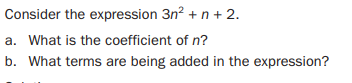 Consider the expression 3n² + n + 2.
a. What is the coefficient of n?
b. What terms are being added in the expression?